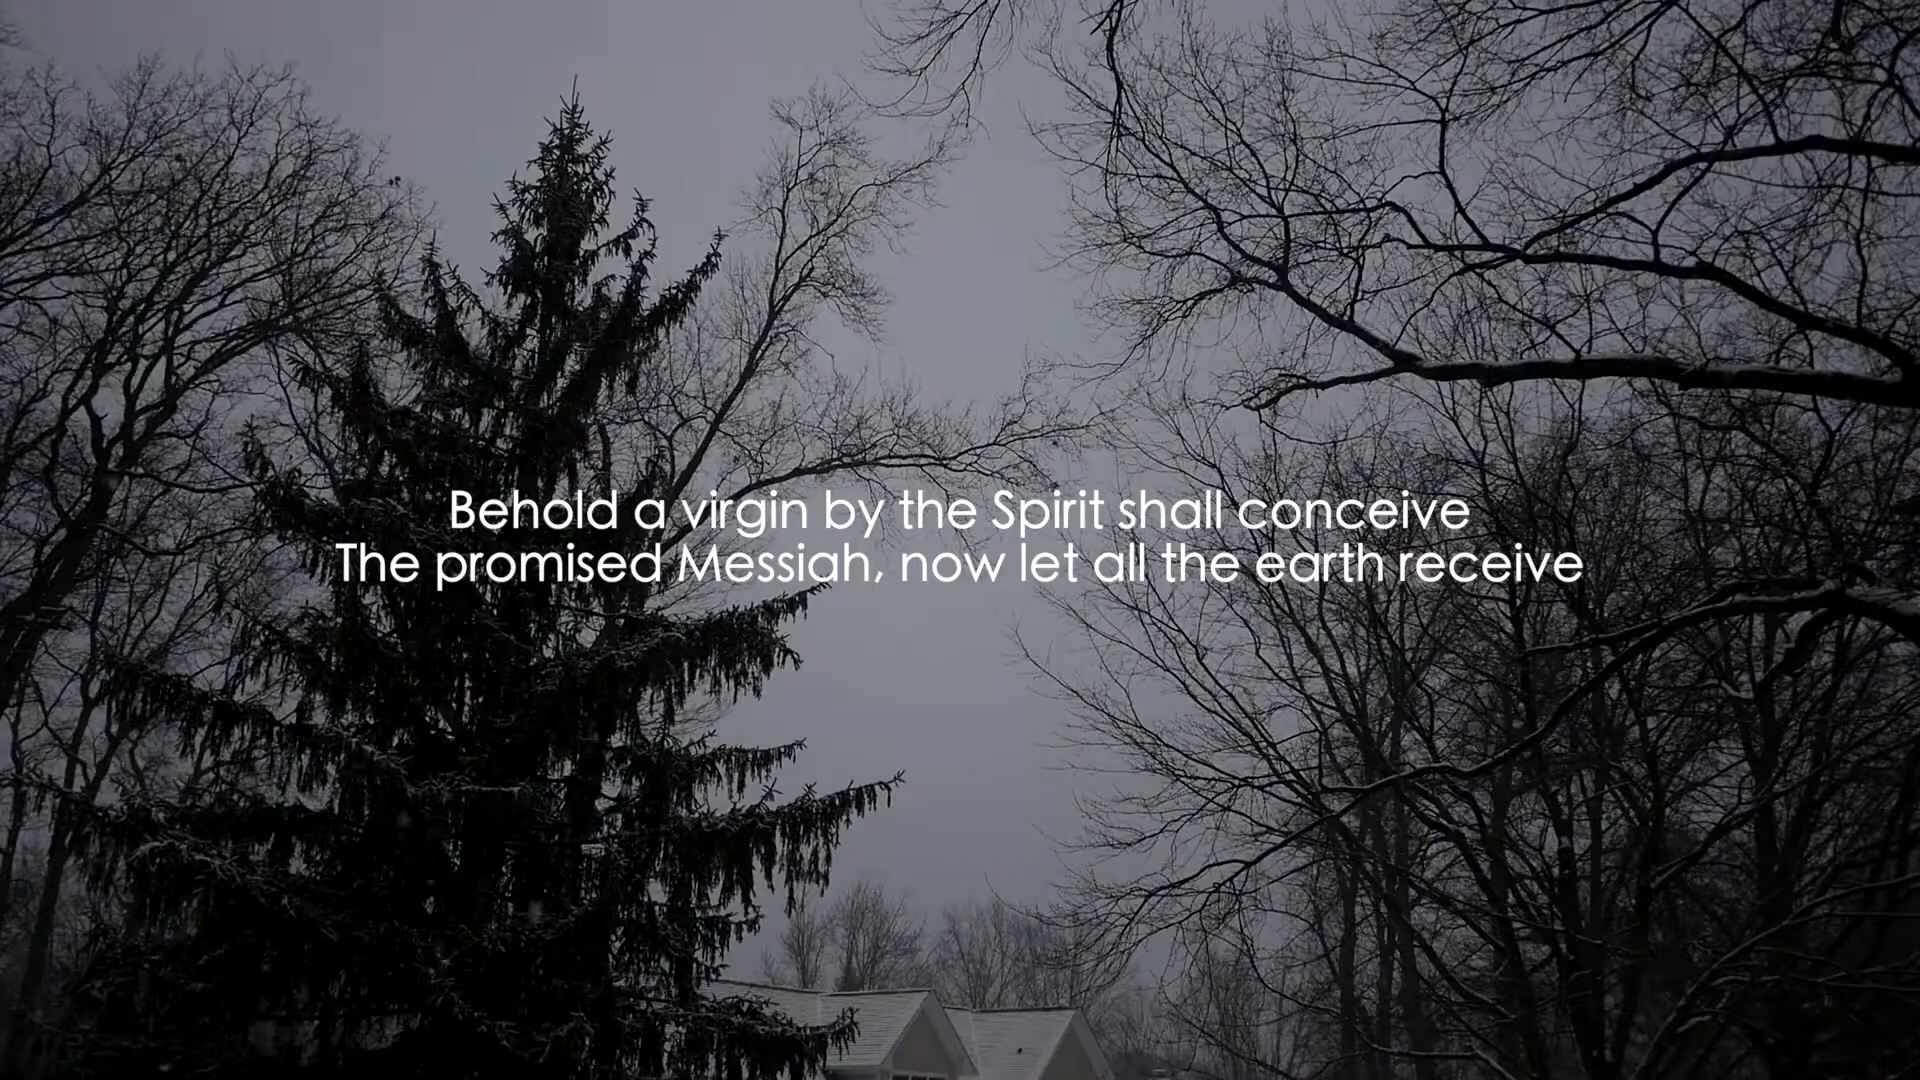 Behold a virgin by the Spirit shall conceive
The promised Messiah, now let all the earth receive